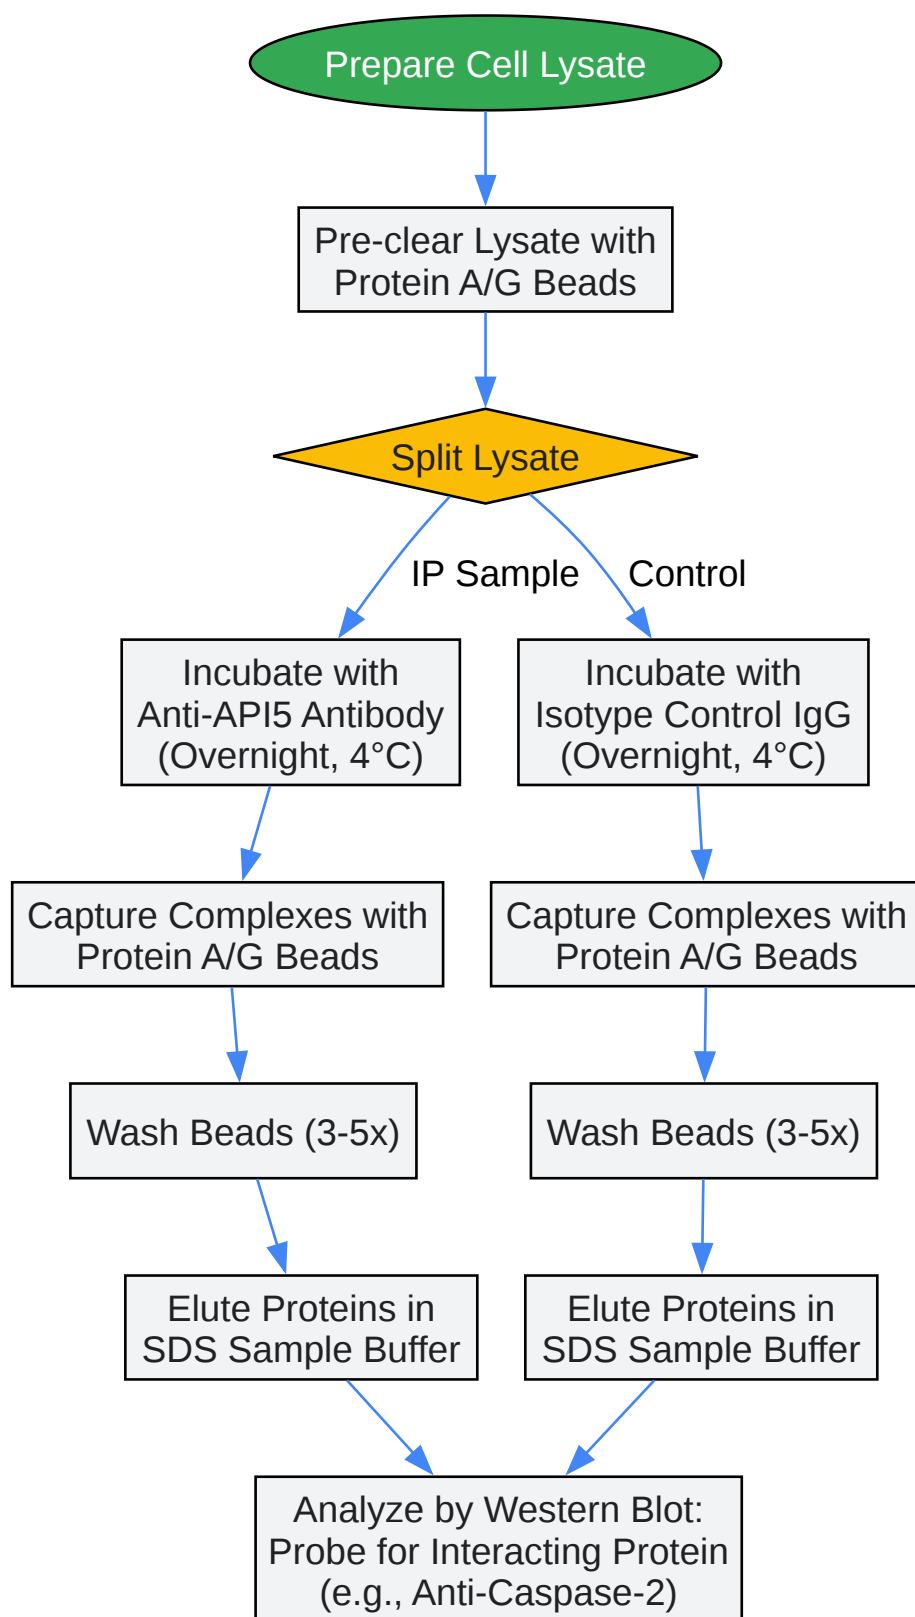 Prepare Cell Lysate
Pre-clear Lysate with
Protein A/G Beads
Split Lysate
IP Sample
Control
Incubate with
Anti-API5 Antibody
(Overnight, 4°C)
Incubate with
Isotype Control IgG
(Overnight, 4°C)
Capture Complexes with
Protein A/G Beads
Capture Complexes with
Protein A/G Beads
Wash Beads (3-5x)
Wash Beads (3-5x)
Elute Proteins in
SDS Sample Buffer
Elute Proteins in
SDS Sample Buffer
Analyze by Western Blot:
Probe for Interacting Protein
(e.g., Anti-Caspase-2)